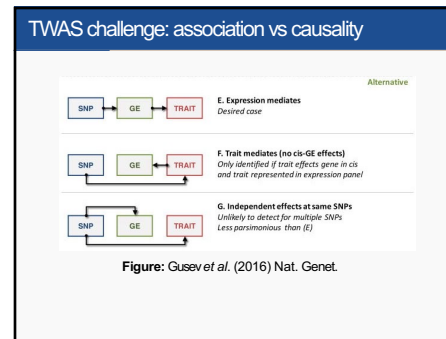 TWAS challenge: association vs causality
Alternative
SNP GE TRAIT
E. Expression mediates
Desired case
SNP GE TRAIT
F. Trait mediates (no cis-GE effects)
Only identified if trait effects gene in cis
and trait represented in expression panel
SNP GE TRAIT
G. Independent effects at same SNPs
Unlikely to detect for multiple SNPs
Less parsimonious than (E)
Figure: Gusev et al. (2016) Nat. Genet.